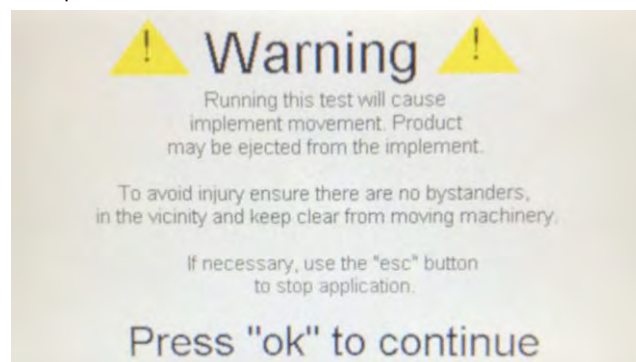 ! Warning !
Running this test will cause
implement movement. Product
may be ejected from the implement.
To avoid injury ensure there are no bystanders,
in the vicinity and keep clear from moving machinery.
If necessary, use the "esc" button
to stop application.
Press "ok" to continue